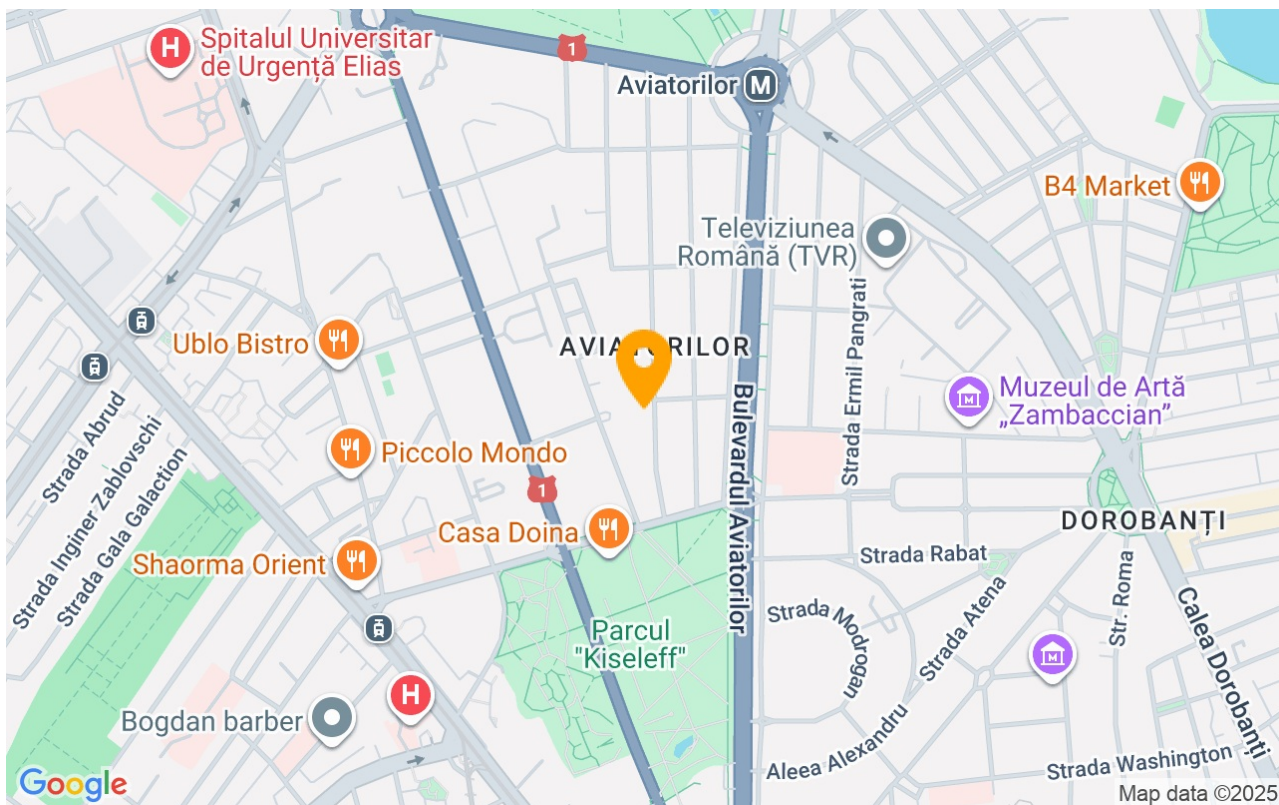 Spitalul Universitar
de Urgență Elias
1
Aviatorilor M
B4 Market
Televiziunea
Română (TVR)
Ublo Bistro
AVIATORILOR
Strada Ermil Pangrati
Muzeul de Artă
„Zambaccian”
Bulevardul Aviatorilor
Strada Abrud
Strada Inginer Zablovschi
Strada Gala Galaction
Piccolo Mondo
1
Casa Doina
DOROBANȚI
Shaorma Orient
Strada Rabat
Strada Atena
Str. Roma
Calea Dorobanți
Strada Modrogan
Parcul
"Kiseleff"
H
H
Bogdan barber
Aleea Alexandru
Strada Washington
Google
Map data ©2025